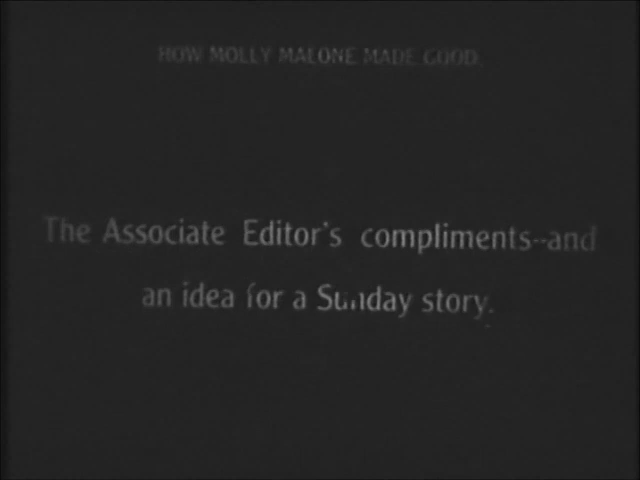 HOW MOLLY MALONE MADE GOOD.
The Associate Editor's compliments--and
an idea for a Sunday story.